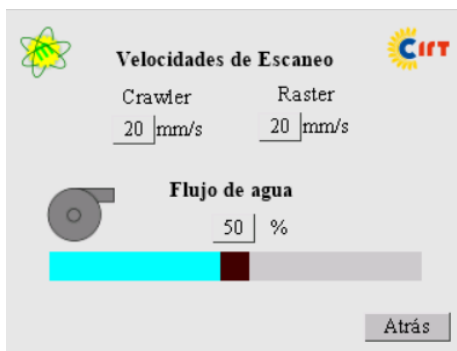 CIRT
Velocidades de Escaneo
Crawler Raster
20 mm/s 20 mm/s
Flujo de agua
50 %
Atrás